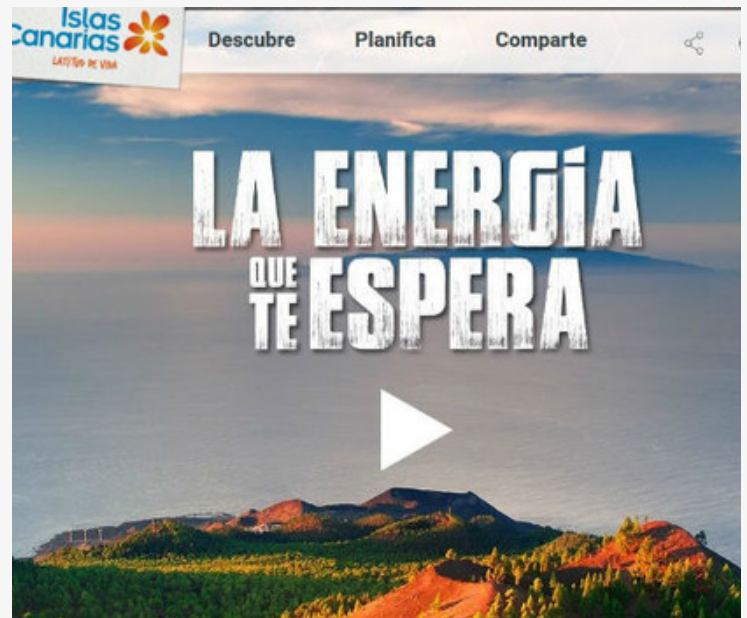 Islas
Canarias
LATITUD DE VIDA
Descubre Planifica Comparte
LA ENERGÍA
QUE
TE ESPERA